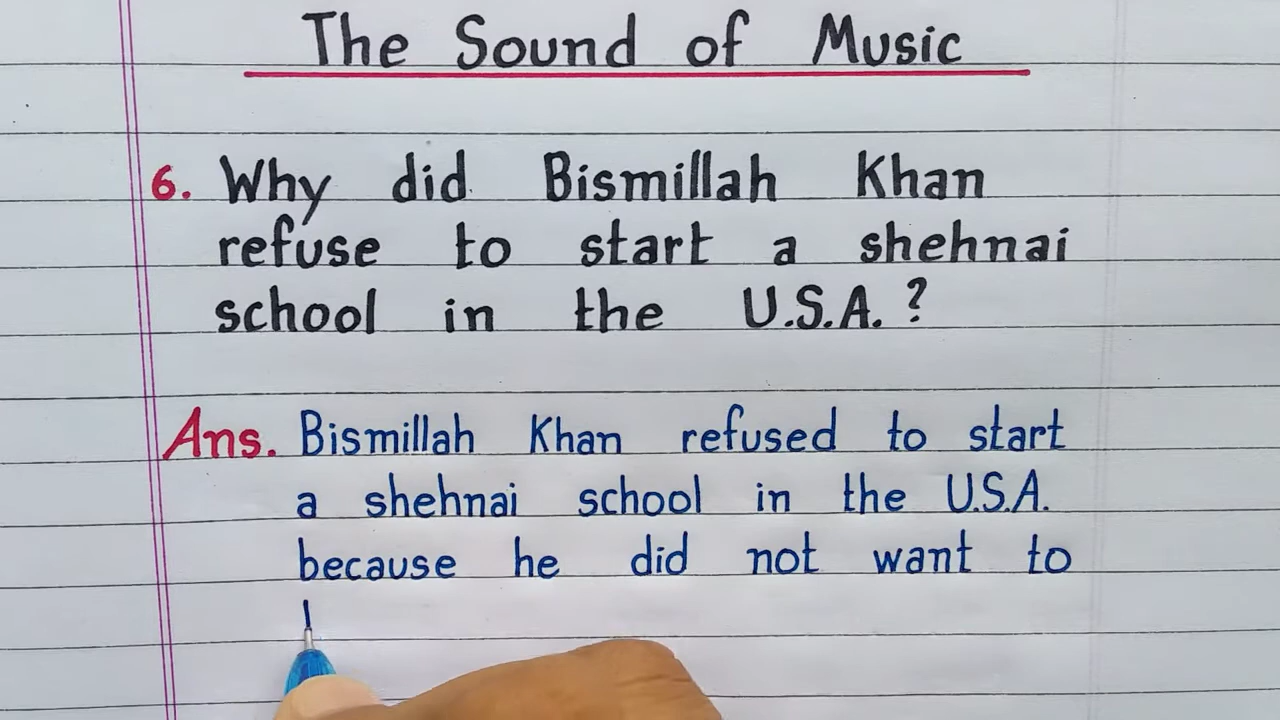 The Sound of Music
6. Why did Bismillah Khan
refuse to start a shehnai
school in the U.S.A. ?
Ans. Bismillah Khan refused to start
a shehnai school in the U.S.A.
because he did not want to